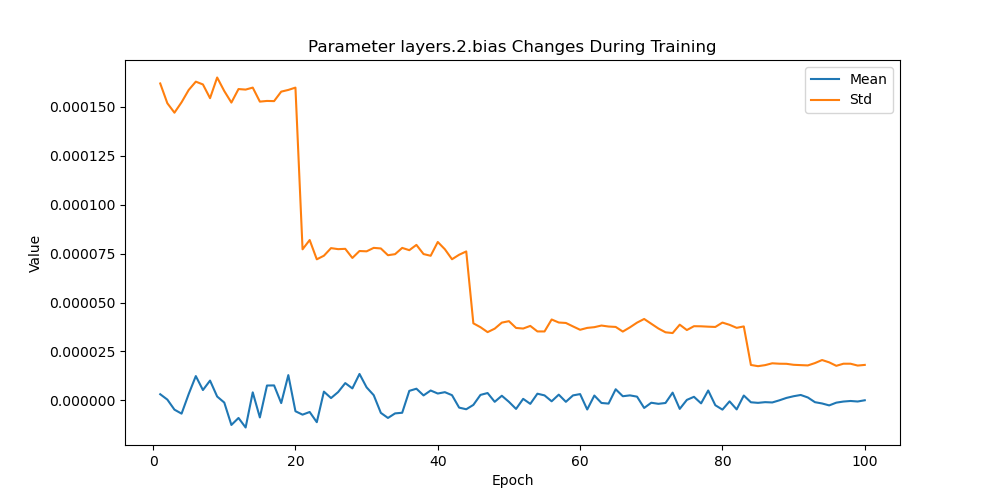 Parameter layers.2.bias Changes During Training
Mean
Std
0.000150
0.000125
0.000100
0.000075
0.000050
0.000025
0.000000
Value
0 20 40 60 80 100
Epoch